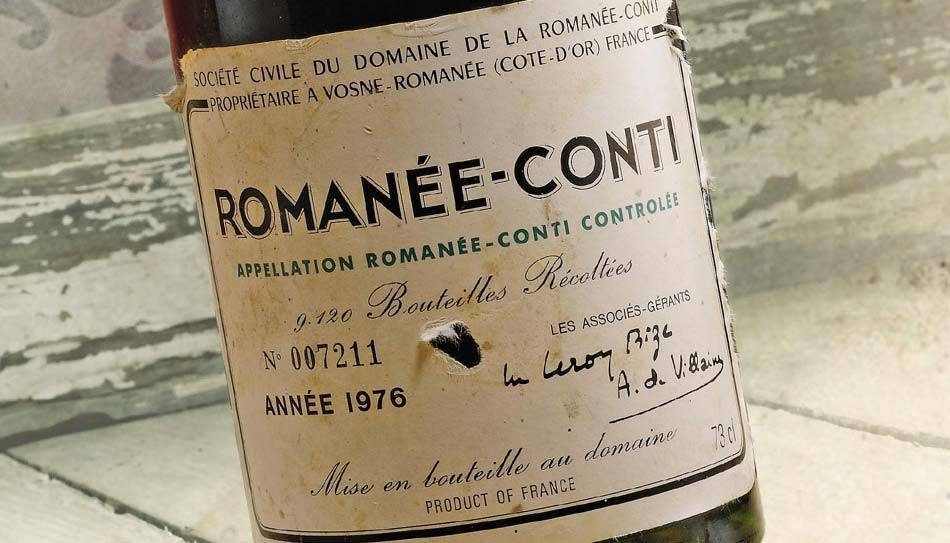 SOCIÉTÉ CIVILE DU DOMAINE DE LA ROMANÉE-CONTI
PROPRIÉTAIRE A VOSNE-ROMANÉE (COTE-D'OR) FRANCE
ROMANÉE-CONTI
APPELLATION ROMANÉE-CONTI CONTROLÉE
9.120 Bouteilles Récoltées
LES ASSOCIÉS-GÉRANTS
N° 007211
Leroy Bize
A. de Villaine
ANNÉE 1976
73 cl
Mise en bouteille au domaine
PRODUCT OF FRANCE